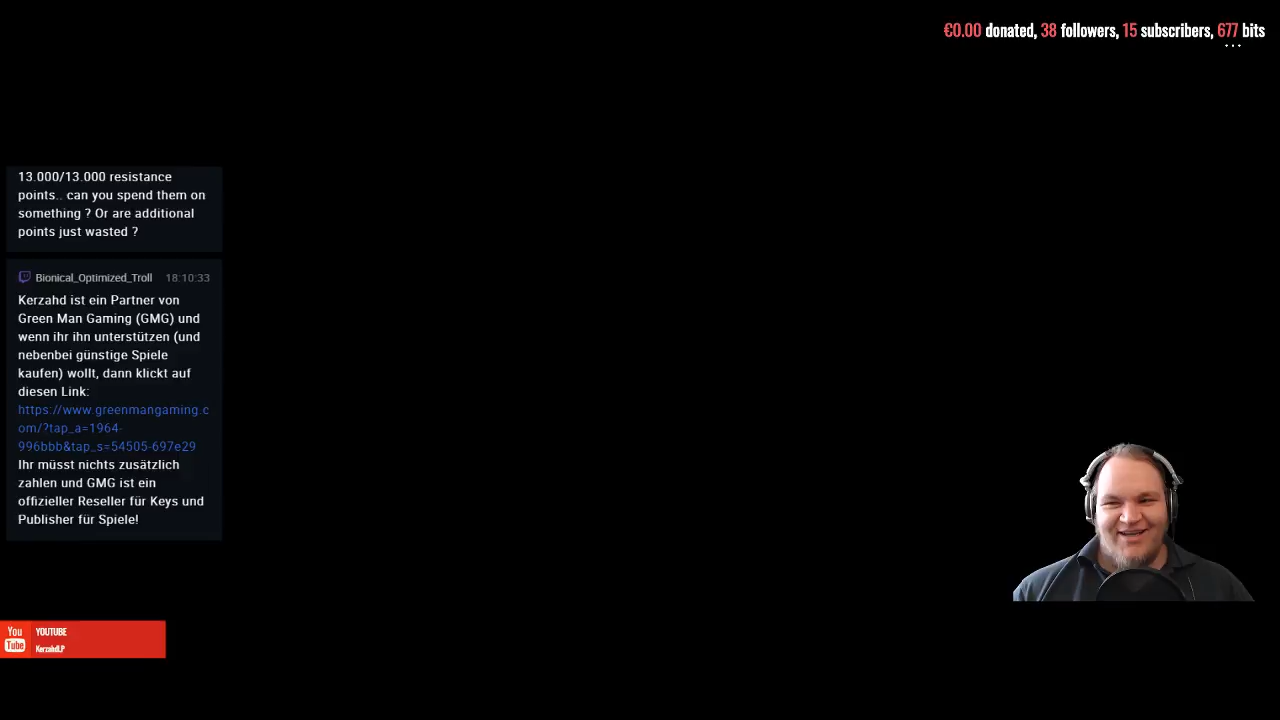 €0.00 donated, 38 followers, 15 subscribers, 677 bits
...
13.000/13.000 resistance
points.. can you spend them on
something ? Or are additional
points just wasted ?
Bionical_Optimized_Troll 18:10:33
Kerzahd ist ein Partner von
Green Man Gaming (GMG) und
wenn ihr ihn unterstützen (und
nebenbei günstige Spiele
kaufen) wollt, dann klickt auf
diesen Link:
https://www.greenmangaming.c
om/?tap_a=1964-
996bbb&tap_s=54505-697e29
Ihr müsst nichts zusätzlich
zahlen und GMG ist ein
offizieller Reseller für Keys und
Publisher für Spiele!
You
Tube
YOUTUBE
KerzahdLP